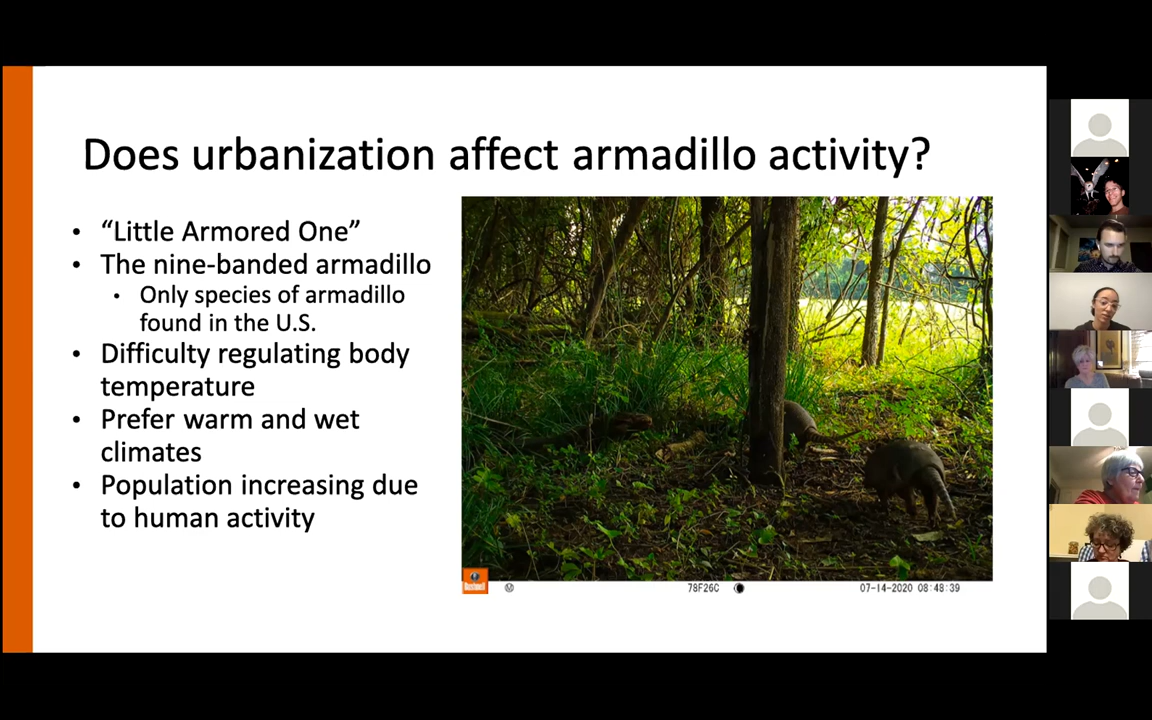 Does urbanization affect armadillo activity?
• “Little Armored One”
• The nine-banded armadillo
• Only species of armadillo
found in the U.S.
• Difficulty regulating body
temperature
• Prefer warm and wet
climates
• Population increasing due
to human activity
Bushnell
M
78F26C
07-14-2020 08:48:39